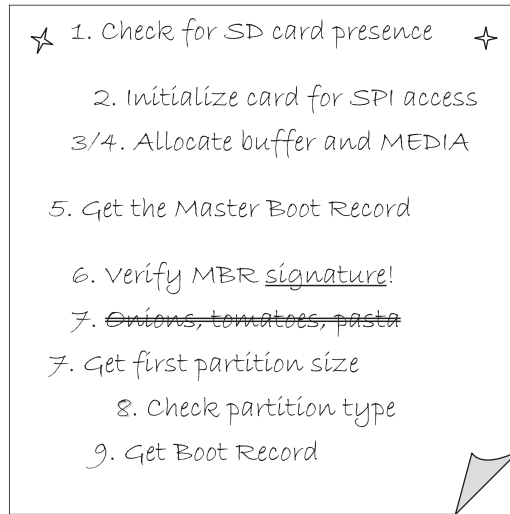 1. Check for SD card presence
2. Initialize card for SPI access
3/4. Allocate buffer and MEDIA
5. Get the Master Boot Record
6. Verify MBR signature!
7. Onions, tomatoes, pasta
7. Get first partition size
8. Check partition type
9. Get Boot Record